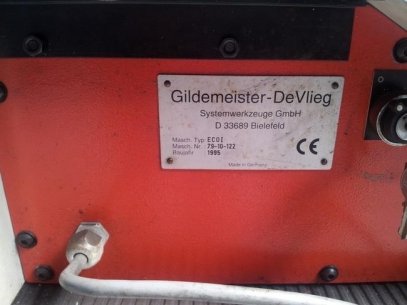 Gildemeister-DeVlieg
Systemwerkzeuge GmbH
D 33689 Bielefeld
Masch. Typ ECOI
Masch. Nr. 79-10-122
Baujahr 1995
CE
Made in Germany